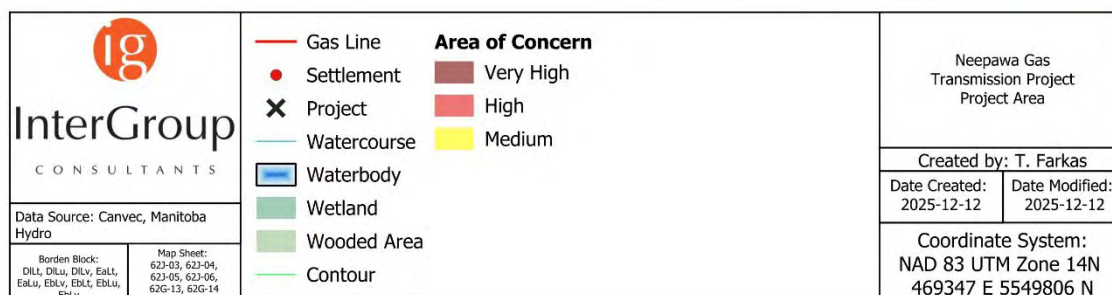 ig
InterGroup
CONSULTANTS
Data Source: Canvec, Manitoba
Hydro
Borden Block:
DlLt, DlLu, DlLv, EaLt,
EaLu, EbLv, EbLt, EbLu,
Map Sheet:
62J-03, 62J-04,
62J-05, 62J-06,
62G-13, 62G-14
Gas Line
Settlement
Project
Watercourse
Waterbody
Wetland
Wooded Area
Contour
Area of Concern
Very High
High
Medium
Neepawa Gas
Transmission Project
Project Area
Created by: T. Farkas
Date Created:
2025-12-12
Date Modified:
2025-12-12
Coordinate System:
NAD 83 UTM Zone 14N
469347 E 5549806 N